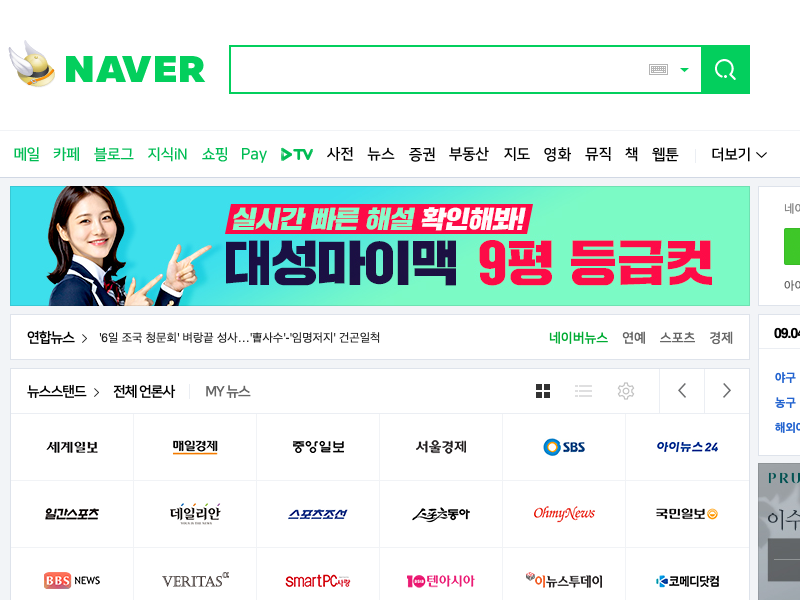 NAVER
메일 카페 블로그 지식iN 쇼핑 Pay TV 사전 뉴스 증권 부동산 지도 영화 뮤직 책 웹툰 더보기
실시간 빠른 해설 확인해봐!
대성마이맥 9평 등급컷
네이
아이
연합뉴스 '6일 조국 청문회' 벼랑끝 성사…'曺사수'-'임명저지' 건곤일척 네이버뉴스 연예 스포츠 경제
09.04
뉴스스탠드 전체 언론사 MY 뉴스
야구
농구
해외야
세계일보 매일경제 중앙일보 서울경제 SBS 아이뉴스24
PRU
일간스포츠 데일리안 스포츠조선 스포츠동아 OhmyNews 국민일보
이수
BBS NEWS VERITAS α smartPC사랑 10텐아시아 이뉴스투데이 코메디닷컴